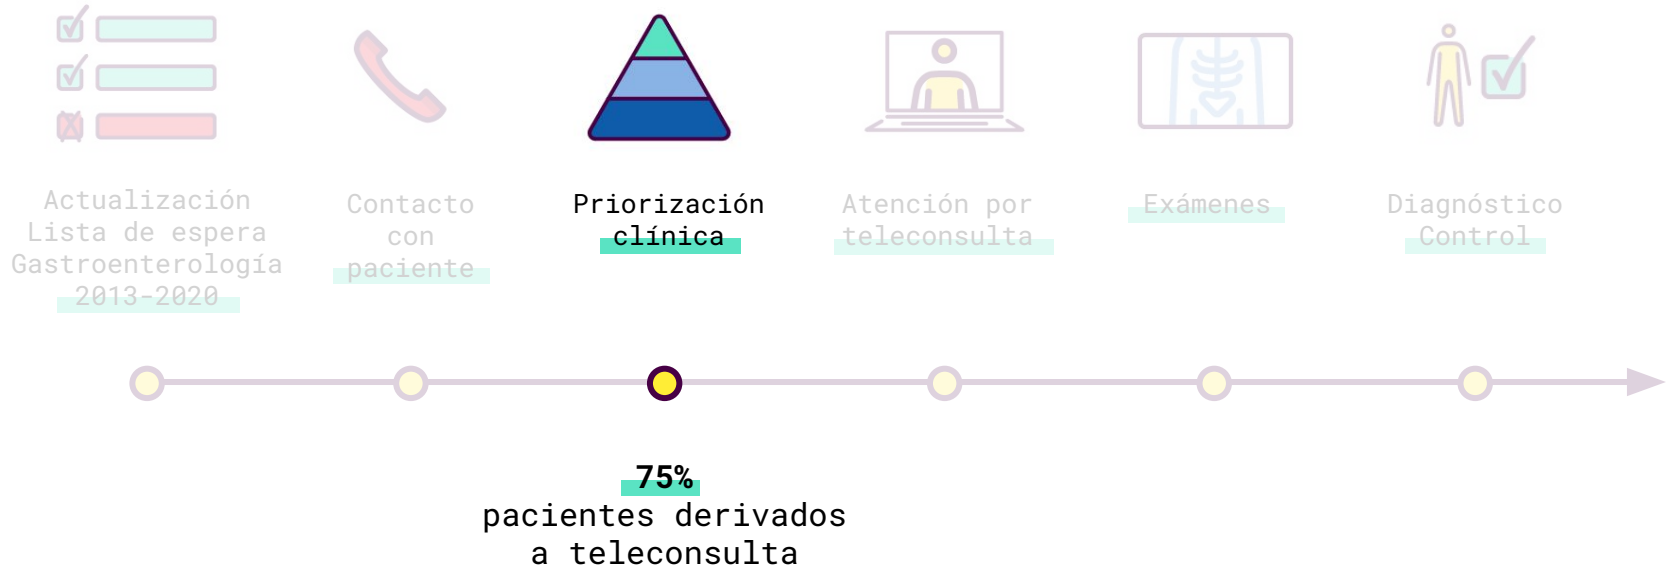 Actualización
Lista de espera
Gastroenterología
2013-2020
Contacto
con
paciente
Priorización
clínica
Atención por
teleconsulta
Exámenes
Diagnóstico
Control
75%
pacientes derivados
a teleconsulta